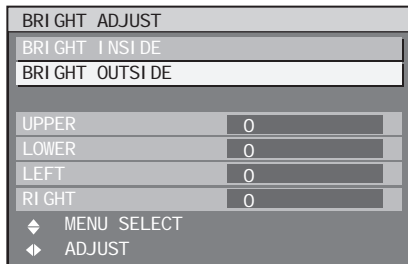 BRIGHT ADJUST
BRIGHT INSIDE
BRIGHT OUTSIDE
UPPER 0
LOWER 0
LEFT 0
RIGHT 0
MENU SELECT
ADJUST